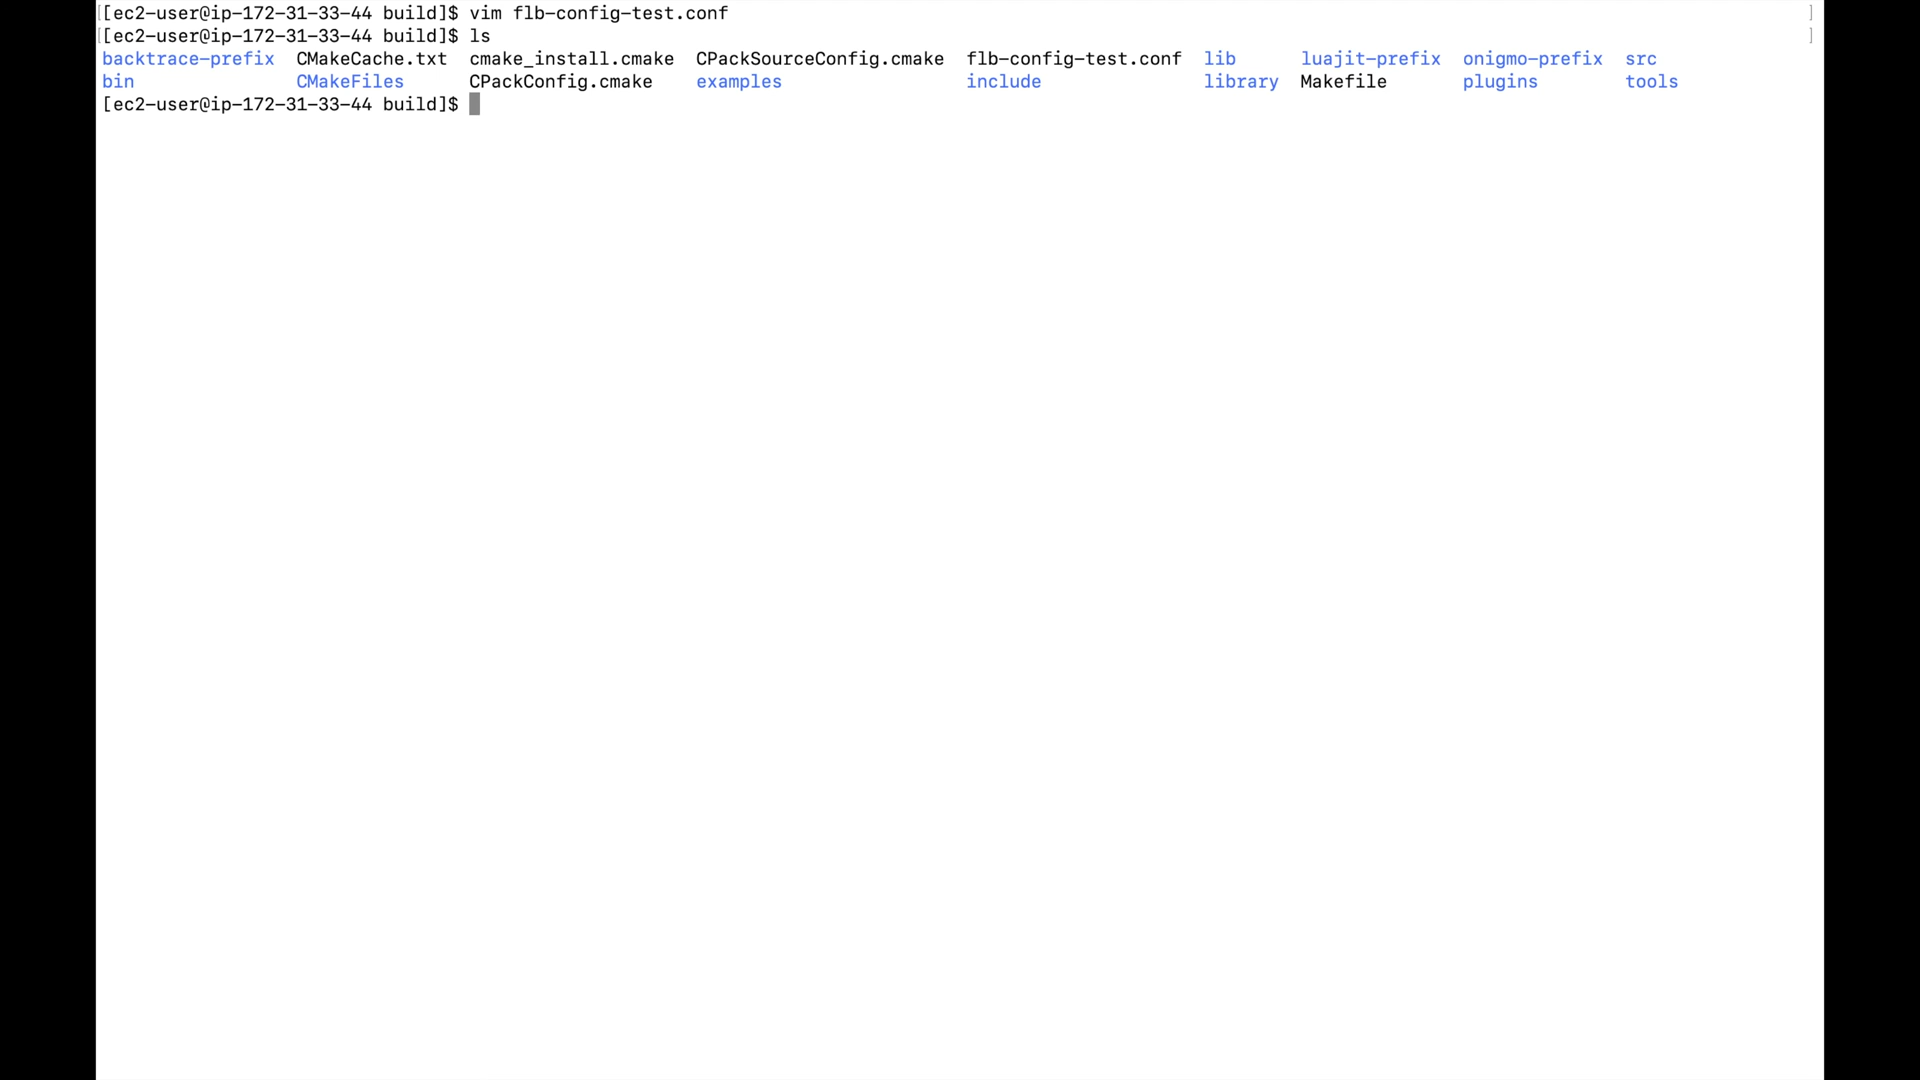 [[ec2-user@ip-172-31-33-44 build]$ vim flb-config-test.conf ]
[[ec2-user@ip-172-31-33-44 build]$ ls ]
backtrace-prefix CMakeCache.txt cmake_install.cmake CPackSourceConfig.cmake flb-config-test.conf lib luajit-prefix onigmo-prefix src
bin CMakeFiles CPackConfig.cmake examples include library Makefile plugins tools
[ec2-user@ip-172-31-33-44 build]$